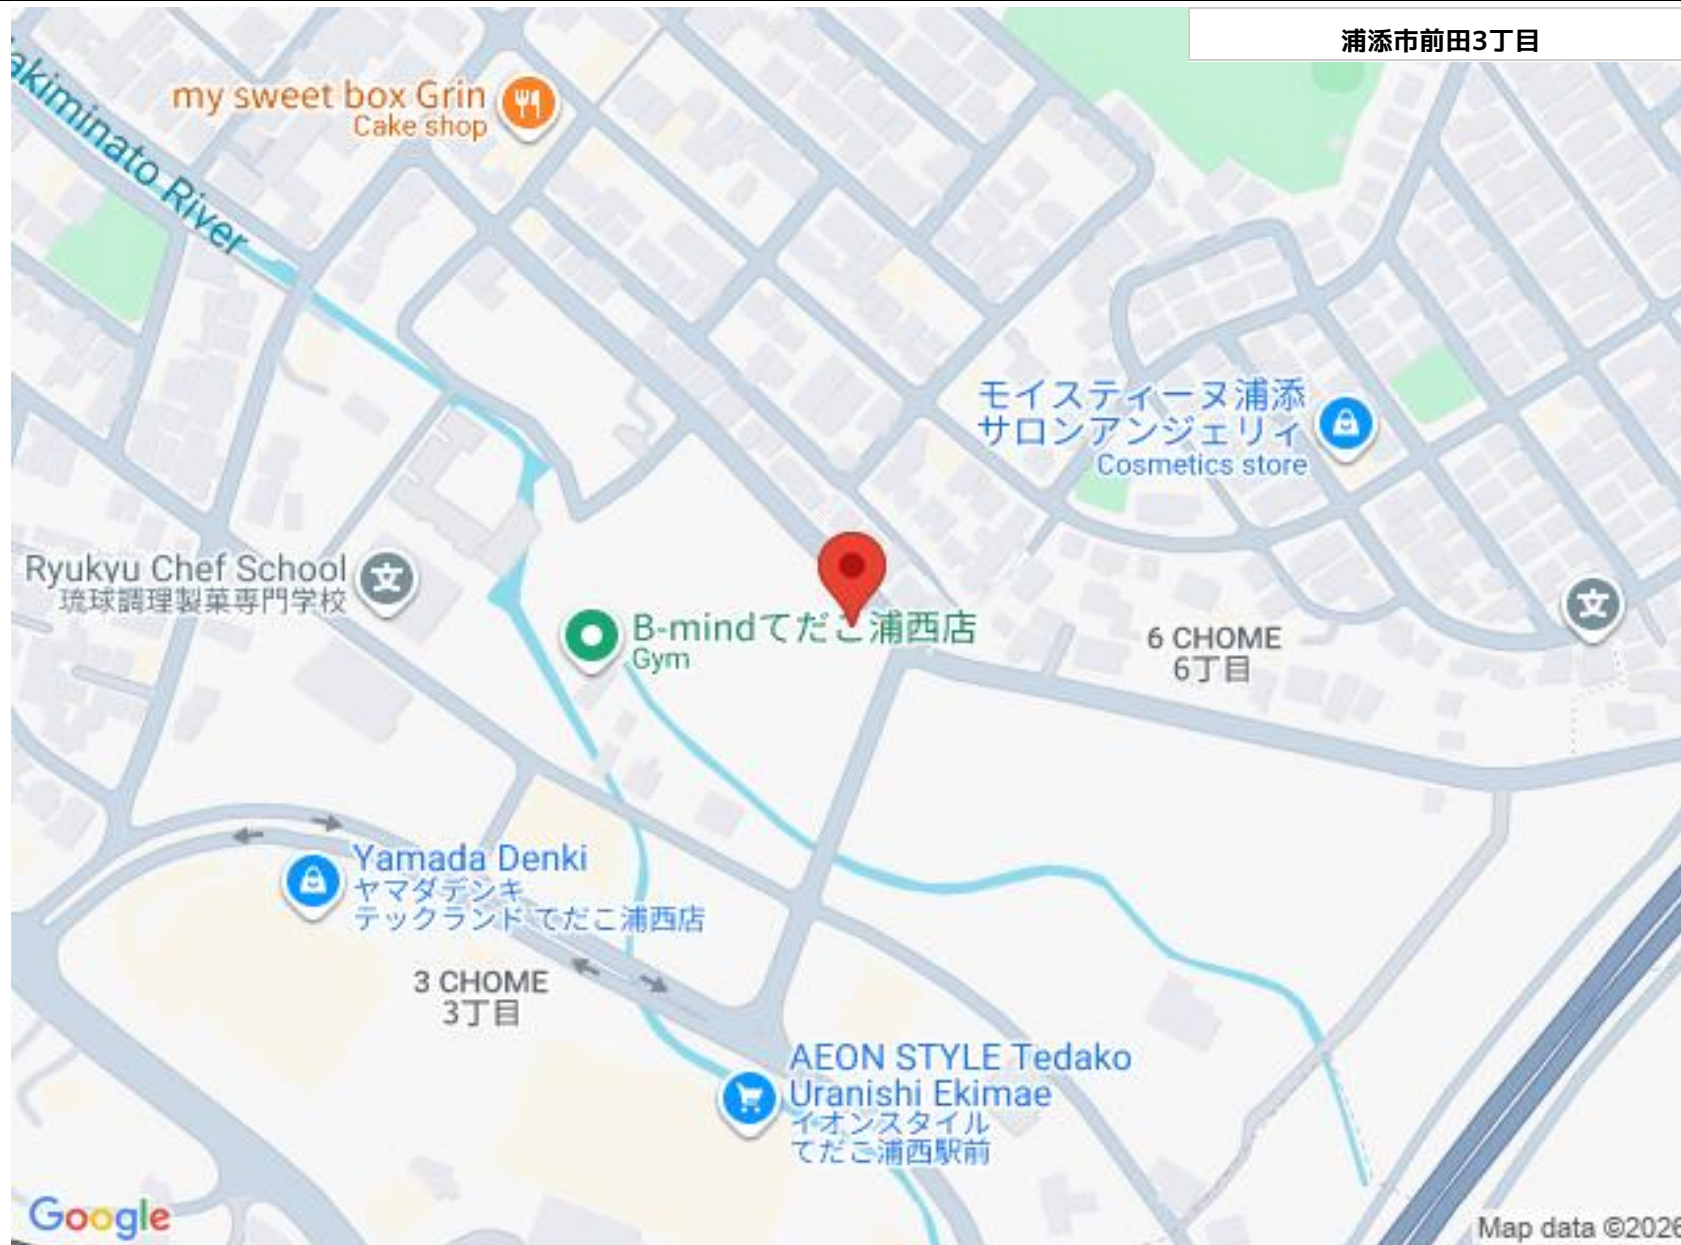 浦添市前田3丁目
my sweet box Grin
Cake shop
akiminato River
モイスティーヌ浦添
サロンアンジェリィ
Cosmetics store
Ryukyu Chef School
琉球調理製菓専門学校
文
文
B-mindてだこ浦西店
Gym
6 CHOME
6丁目
Yamada Denki
ヤマダデンキ
テックランド てだこ浦西店
3 CHOME
3丁目
AEON STYLE Tedako
Uranishi Ekimae
イオンスタイル
てだこ浦西駅前
Google
Map data ©2026